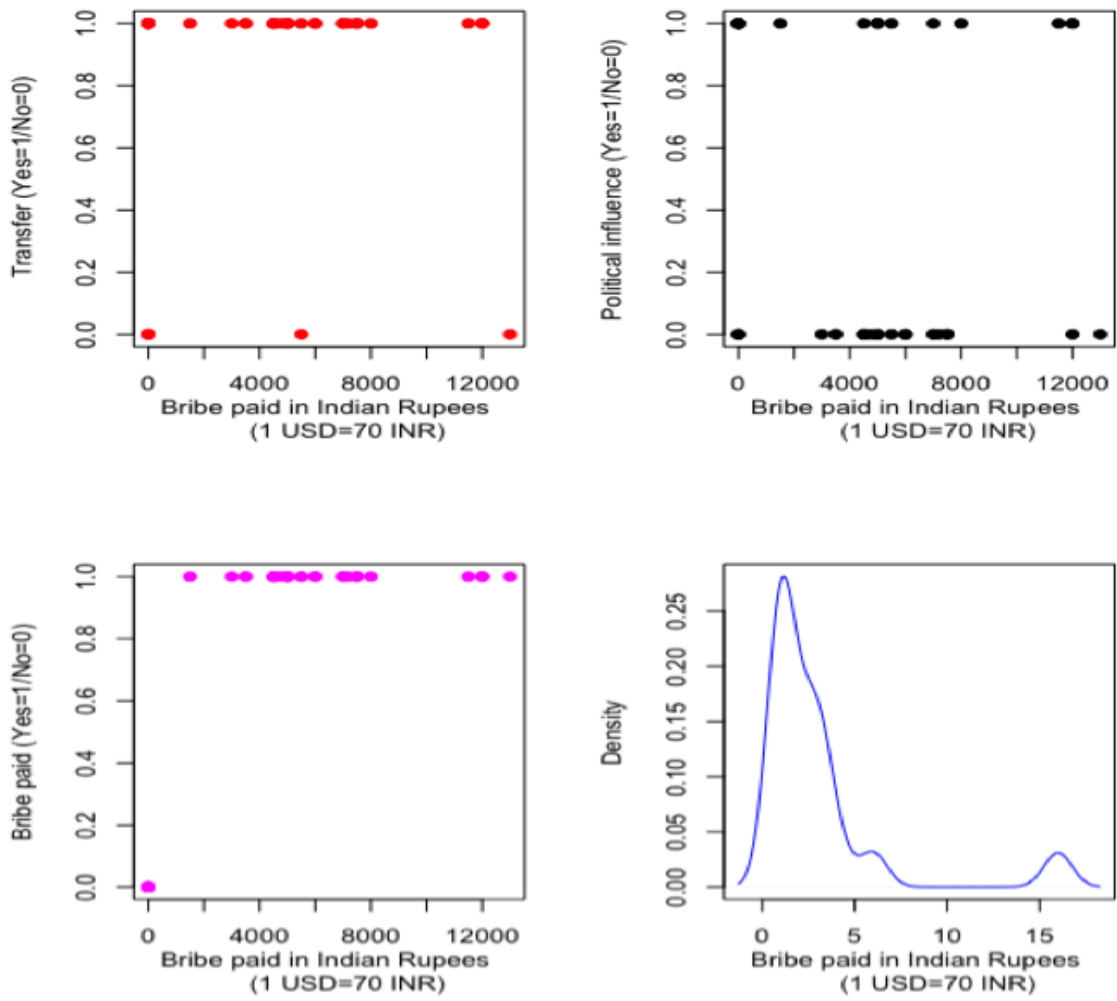 Transfer (Yes=1/No=0)
1.0
0.8
0.6
0.4
0.2
0.0
0 4000 8000 12000
Bribe paid in Indian Rupees
(1 USD=70 INR)
Political influence (Yes=1/No=0)
1.0
0.8
0.6
0.4
0.2
0.0
0 4000 8000 12000
Bribe paid in Indian Rupees
(1 USD=70 INR)
Bribe paid (Yes=1/No=0)
1.0
0.8
0.6
0.4
0.2
0.0
0 4000 8000 12000
Bribe paid in Indian Rupees
(1 USD=70 INR)
Density
0.25
0.20
0.15
0.10
0.05
0.00
0 5 10 15
Bribe paid in Indian Rupees
(1 USD=70 INR)